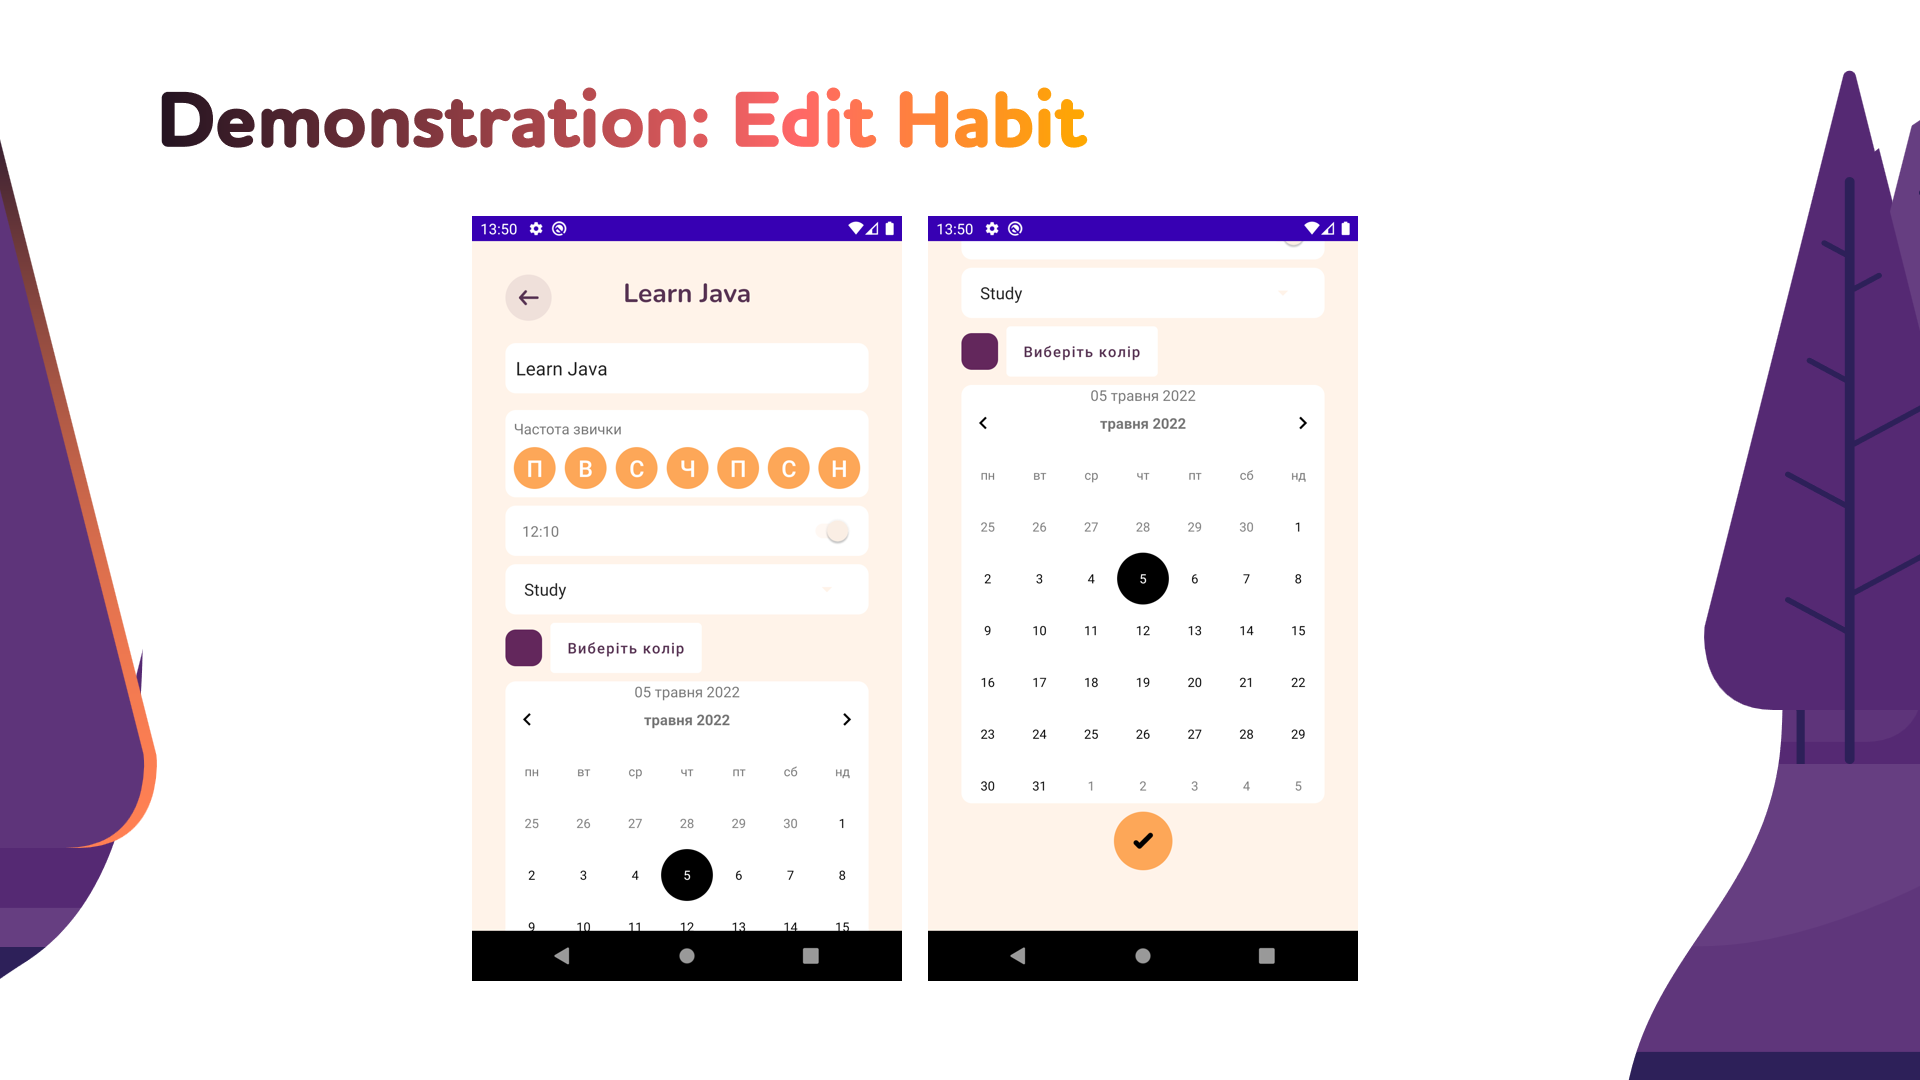 Demonstration: Edit Habit
13:50
Learn Java
Learn Java
Частота звички
П В С Ч П С Н
12:10
Study
Виберіть колір
05 травня 2022
травня 2022
пн вт ср чт пт сб нд
25 26 27 28 29 30 1
2 3 4 5 6 7 8
9 10 11 12 13 14 15
13:50
Study
Виберіть колір
05 травня 2022
травня 2022
пн вт ср чт пт сб нд
25 26 27 28 29 30 1
2 3 4 5 6 7 8
9 10 11 12 13 14 15
16 17 18 19 20 21 22
23 24 25 26 27 28 29
30 31 1 2 3 4 5